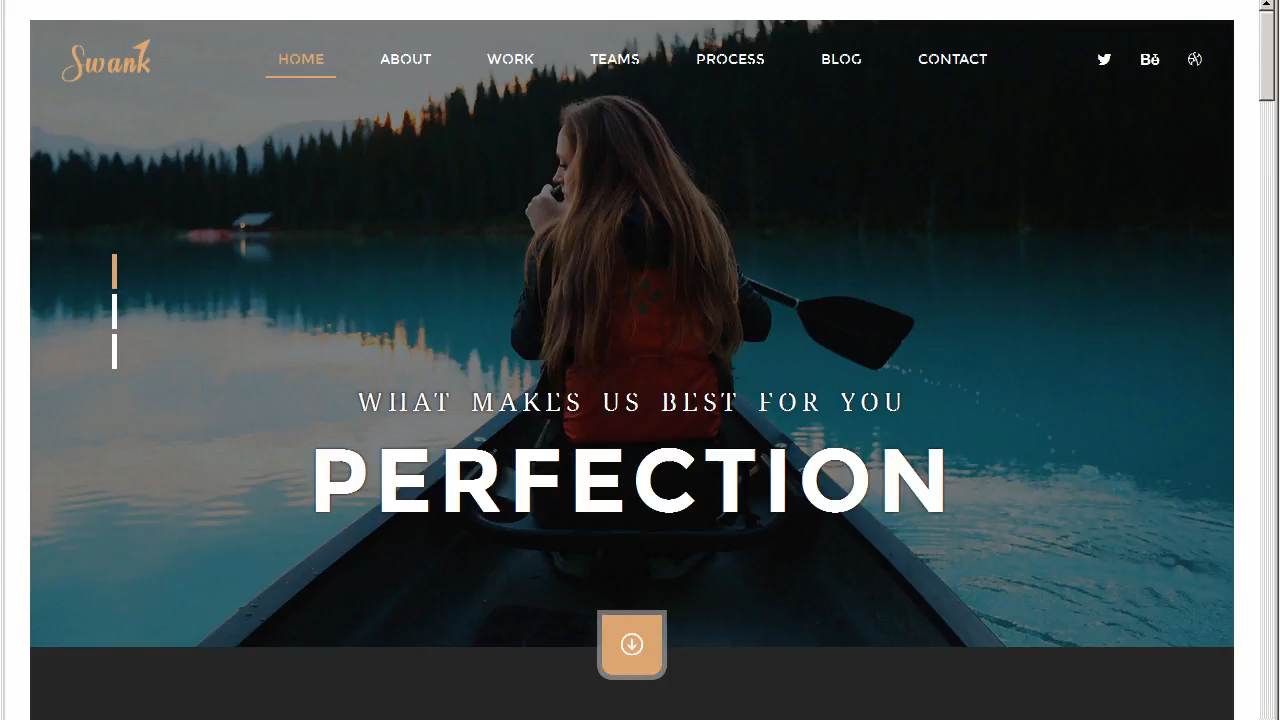 Swank
HOME ABOUT WORK TEAMS PROCESS BLOG CONTACT Bē
WHAT MAKES US BEST FOR YOU
PERFECTION